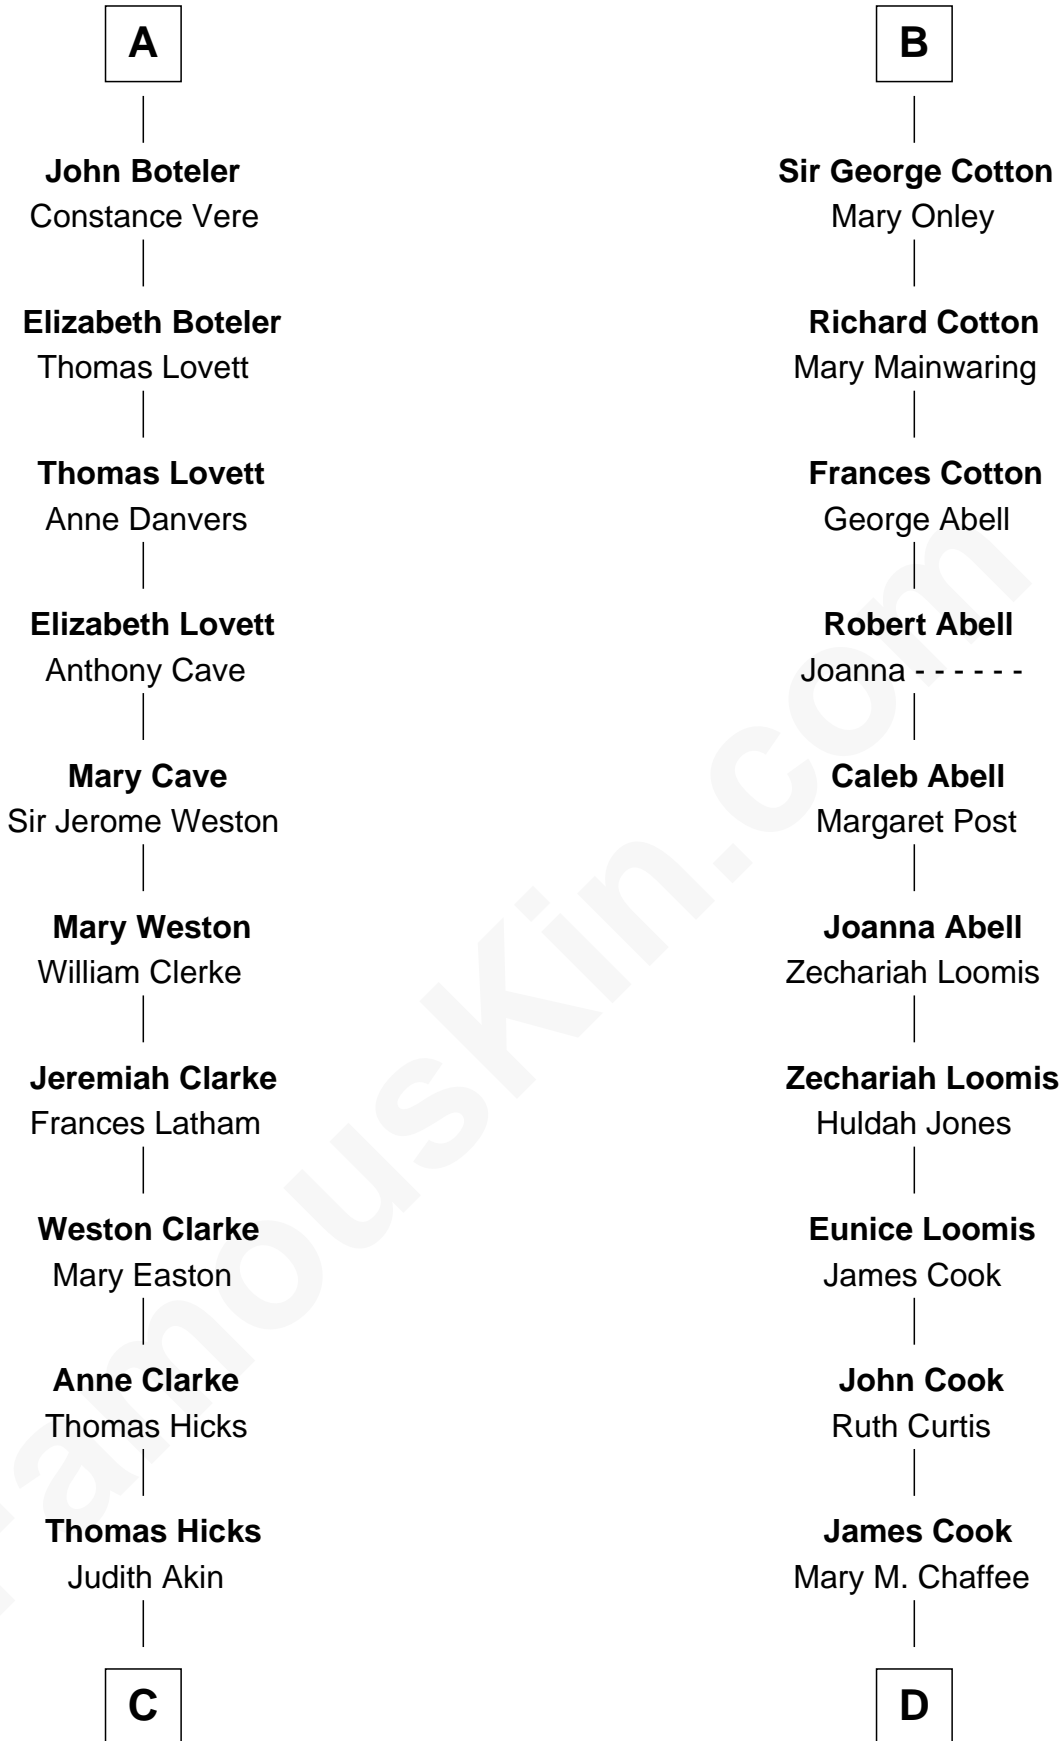 A
John Boteler
Constance Vere
Elizabeth Boteler
Thomas Lovett
Thomas Lovett
Anne Danvers
Elizabeth Lovett
Anthony Cave
Mary Cave
Sir Jerome Weston
Mary Weston
William Clerke
Jeremiah Clarke
Frances Latham
Weston Clarke
Mary Easton
Anne Clarke
Thomas Hicks
Thomas Hicks
Judith Akin
C
B
Sir George Cotton
Mary Onley
Richard Cotton
Mary Mainwaring
Frances Cotton
George Abell
Robert Abell
Joanna - - - - - -
Caleb Abell
Margaret Post
Joanna Abell
Zechariah Loomis
Zechariah Loomis
Huldah Jones
Eunice Loomis
James Cook
John Cook
Ruth Curtis
James Cook
Mary M. Chaffee
D
FamousKin.com